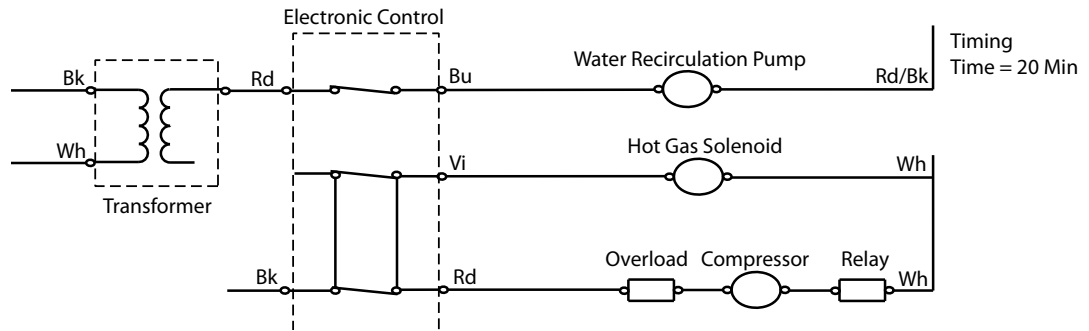 Electronic Control
Timing
Time = 20 Min
Water Recirculation Pump
Bk
Rd
Bu
Rd/Bk
Wh
Hot Gas Solenoid
Vi
Wh
Transformer
Overload
Compressor
Relay
Bk
Rd
Wh